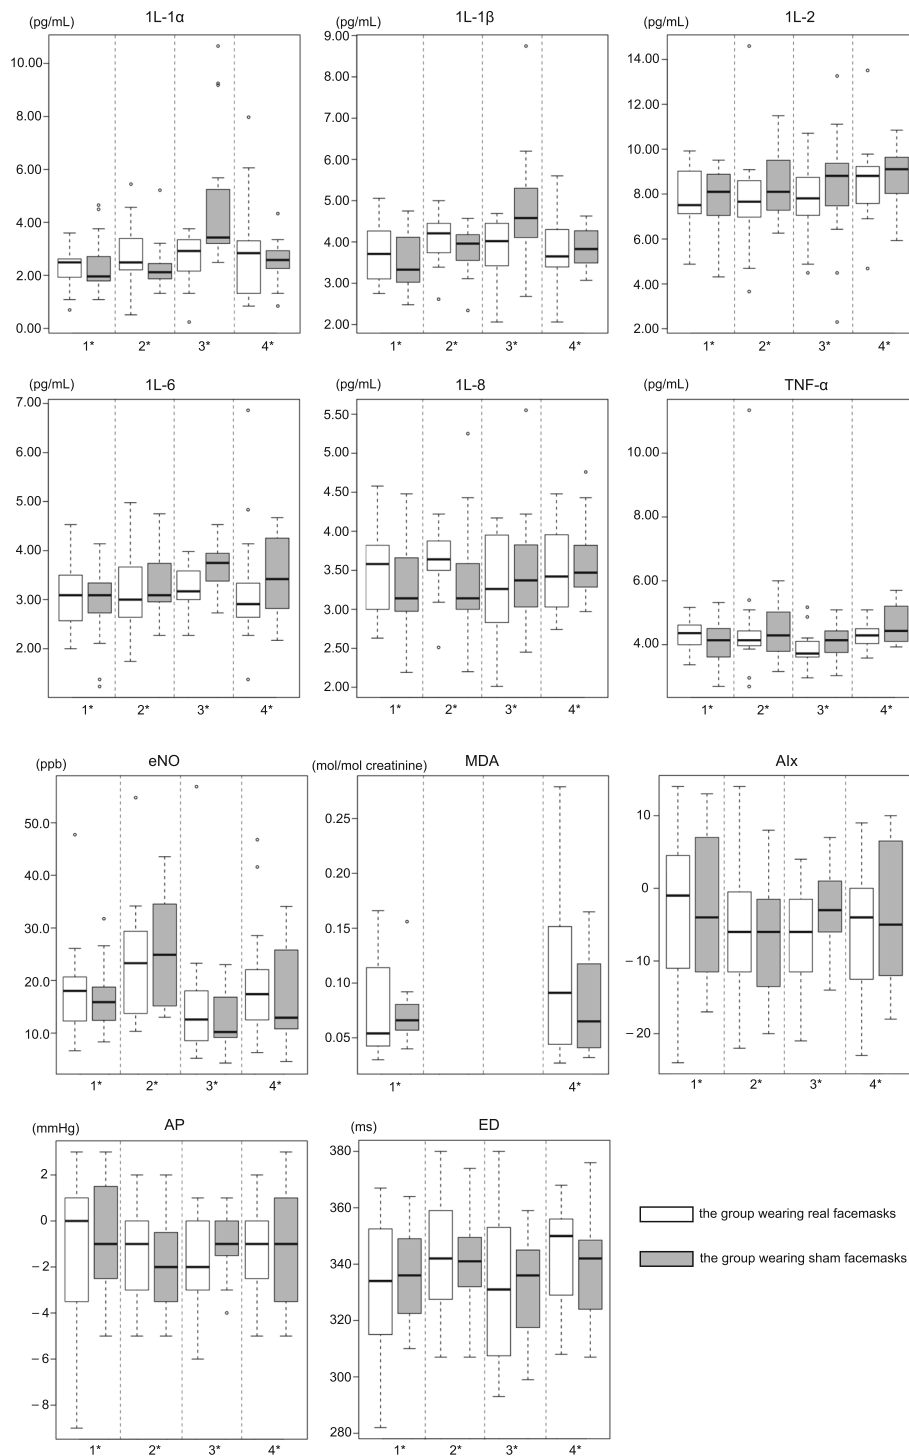 1L-1α
(pg/mL)
10.00
8.00
6.00
4.00
2.00
0.00
1* 2* 3* 4*
1L-1β
(pg/mL)
9.00
8.00
7.00
6.00
5.00
4.00
3.00
2.00
1* 2* 3* 4*
1L-2
(pg/mL)
14.00
12.00
10.00
8.00
6.00
4.00
2.00
1* 2* 3* 4*
1L-6
(pg/mL)
7.00
6.00
5.00
4.00
3.00
2.00
1* 2* 3* 4*
1L-8
(pg/mL)
5.50
5.00
4.50
4.00
3.50
3.00
2.50
2.00
1* 2* 3* 4*
TNF-α
(pg/mL)
10.00
8.00
6.00
4.00
1* 2* 3* 4*
eNO
(ppb)
50.0
40.0
30.0
20.0
10.0
1* 2* 3* 4*
MDA
(mol/mol creatinine)
0.25
0.20
0.15
0.10
0.05
1* 4*
AIx
10
0
−10
−20
1* 2* 3* 4*
AP
(mmHg)
2
0
−2
−4
−6
−8
1* 2* 3* 4*
ED
(ms)
380
360
340
320
300
280
1* 2* 3* 4*
the group wearing real facemasks
the group wearing sham facemasks